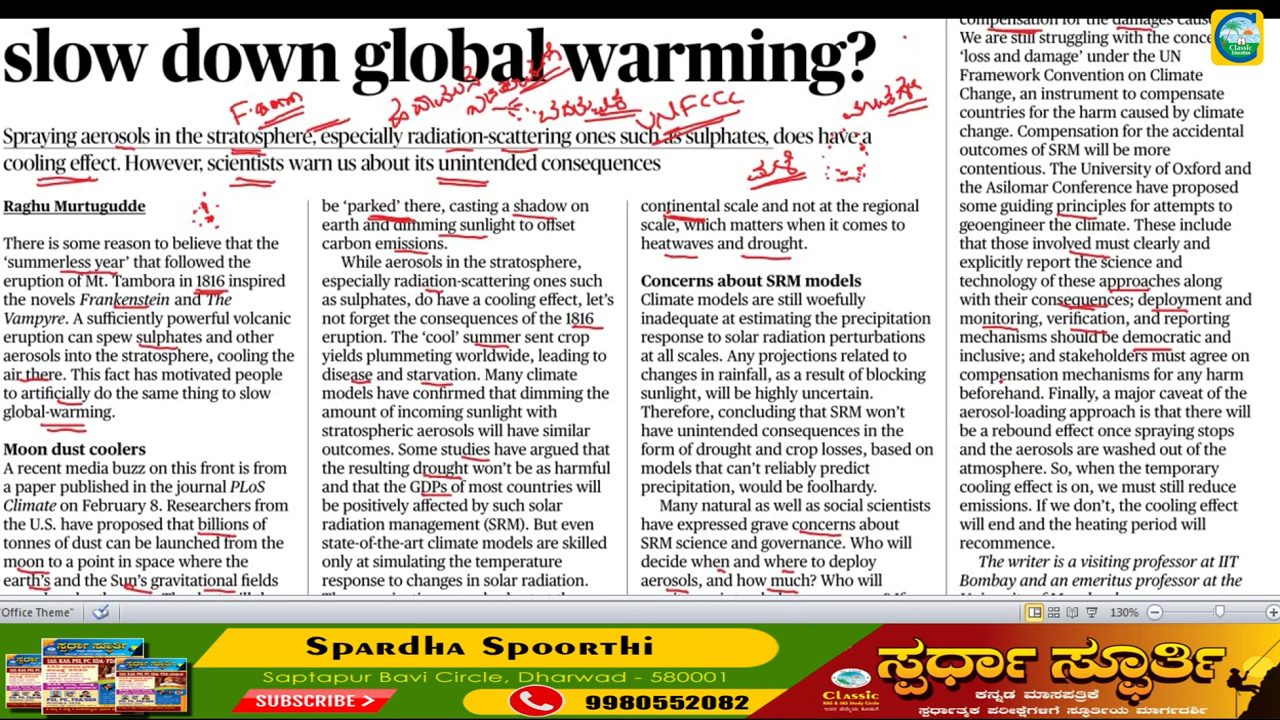 slow down global warming?
Spraying aerosols in the stratosphere, especially radiation-scattering ones such as sulphates, does have a
cooling effect. However, scientists warn us about its unintended consequences
UNFCCC
Raghu Murtugudde
There is some reason to believe that the
‘summerless year’ that followed the
eruption of Mt. Tambora in 1816 inspired
the novels Frankenstein and The
Vampyre. A sufficiently powerful volcanic
eruption can spew sulphates and other
aerosols into the stratosphere, cooling the
air there. This fact has motivated people
to artificially do the same thing to slow
global-warming.
Moon dust coolers
A recent media buzz on this front is from
a paper published in the journal PLoS
Climate on February 8. Researchers from
the U.S. have proposed that billions of
tonnes of dust can be launched from the
moon to a point in space where the
earth’s and the Sun’s gravitational fields
be ‘parked’ there, casting a shadow on
earth and dimming sunlight to offset
carbon emissions.
While aerosols in the stratosphere,
especially radiation-scattering ones such
as sulphates, do have a cooling effect, let’s
not forget the consequences of the 1816
eruption. The ‘cool’ summer sent crop
yields plummeting worldwide, leading to
disease and starvation. Many climate
models have confirmed that dimming the
amount of incoming sunlight with
stratospheric aerosols will have similar
outcomes. Some studies have argued that
the resulting drought won’t be as harmful
and that the GDPs of most countries will
be positively affected by such solar
radiation management (SRM). But even
state-of-the-art climate models are skilled
only at simulating the temperature
response to changes in solar radiation.
continental scale and not at the regional
scale, which matters when it comes to
heatwaves and drought.
Concerns about SRM models
Climate models are still woefully
inadequate at estimating the precipitation
response to solar radiation perturbations
at all scales. Any projections related to
changes in rainfall, as a result of blocking
sunlight, will be highly uncertain.
Therefore, concluding that SRM won’t
have unintended consequences in the
form of drought and crop losses, based on
models that can’t reliably predict
precipitation, would be foolhardy.
Many natural as well as social scientists
have expressed grave concerns about
SRM science and governance. Who will
decide when and where to deploy
aerosols, and how much? Who will
compensation for the damages
We are still struggling with the
‘loss and damage’ under the UN
Framework Convention on Climate
Change, an instrument to compensate
countries for the harm caused by climate
change. Compensation for the accidental
outcomes of SRM will be more
contentious. The University of Oxford and
the Asilomar Conference have proposed
some guiding principles for attempts to
geoengineer the climate. These include
that those involved must clearly and
explicitly report the science and
technology of these approaches along
with their consequences; deployment and
monitoring, verification, and reporting
mechanisms should be democratic and
inclusive; and stakeholders must agree on
compensation mechanisms for any harm
beforehand. Finally, a major caveat of the
aerosol-loading approach is that there will
be a rebound effect once spraying stops
and the aerosols are washed out of the
atmosphere. So, when the temporary
cooling effect is on, we must still reduce
emissions. If we don’t, the cooling effect
will end and the heating period will
recommence.
The writer is a visiting professor at IIT
Bombay and an emeritus professor at the
Classic
Education
"Office Theme"
130%
Spardha Spoorthi
Saptapur Bavi Circle, Dharwad - 580001
SUBSCRIBE
9980552082
Classic
KAS & IAS Study Circle
ಸ್ಪರ್ಧಾ ಸ್ಫೂರ್ತಿ
ಕನ್ನಡ ಮಾಸಪತ್ರಿಕೆ
ಸ್ಪರ್ಧಾತ್ಮಕ ಪರೀಕ್ಷೆಗಳಿಗೆ ಸ್ಫೂರ್ತಿಯ ಮಾರ್ಗದರ್ಶಿ